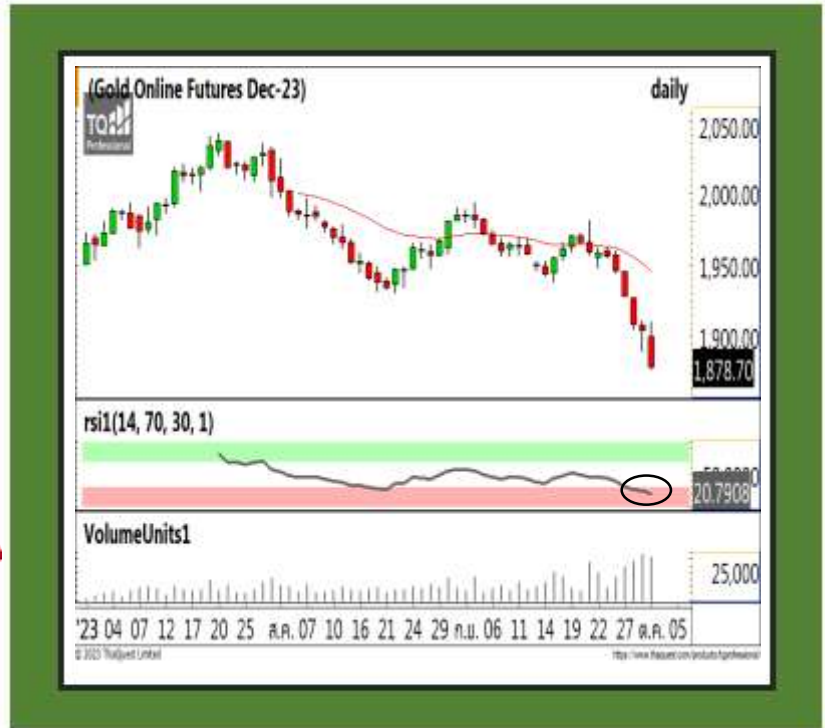 (Gold Online Futures Dec-23) daily
TQ
Professional
2,050.00
2,000.00
1,950.00
1,900.00
1,878.70
rsi1(14, 70, 30, 1)
20.7908
VolumeUnits1
25,000
'23 04 07 12 17 20 25 ส.ค. 07 10 16 21 24 29 ก.ย. 06 11 14 19 22 27 ต.ค. 05
© 2023 ThaiQuest Limited